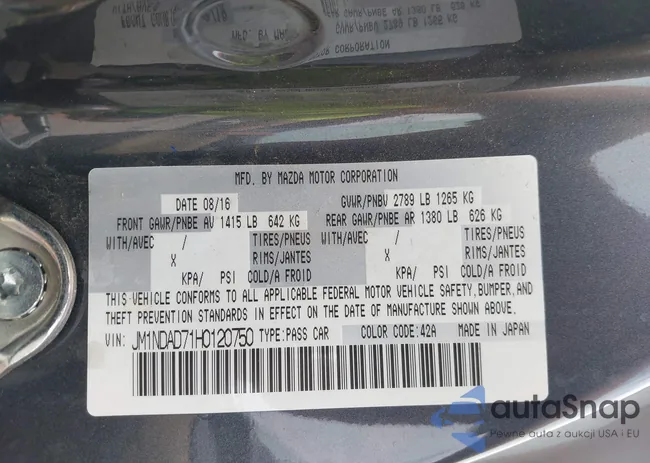 MFD. BY MAZDA MOTOR CORPORATION
DATE 08/16 GVWR/PNBV 2789 LB 1265 KG
FRONT GAWR/PNBE AV 1415 LB 642 KG REAR GAWR/PNBE AR 1380 LB 626 KG
WITH/AVEC / TIRES/PNEUS WITH/AVEC / TIRES/PNEUS
X RIMS/JANTES X RIMS/JANTES
KPA/ PSI COLD/A FROID KPA/ PSI COLD/A FROID
THIS VEHICLE CONFORMS TO ALL APPLICABLE FEDERAL MOTOR VEHICLE SAFETY, BUMPER, AND
THEFT PREVENTION STANDARDS IN EFFECT ON THE DATE OF MANUFACTURE SHOWN ABOVE.
VIN: JM1NDAD71H0120750 TYPE:PASS CAR COLOR CODE:42A MADE IN JAPAN
autoSnap
Pewne auta z aukcji USA i EU